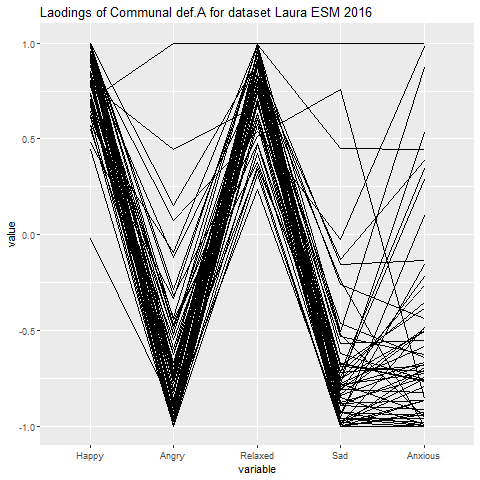 Laodings of Communal def.A for dataset Laura ESM 2016
1.0
0.5
0.0
-0.5
-1.0
value
Happy
Angry
Relaxed
Sad
Anxious
variable